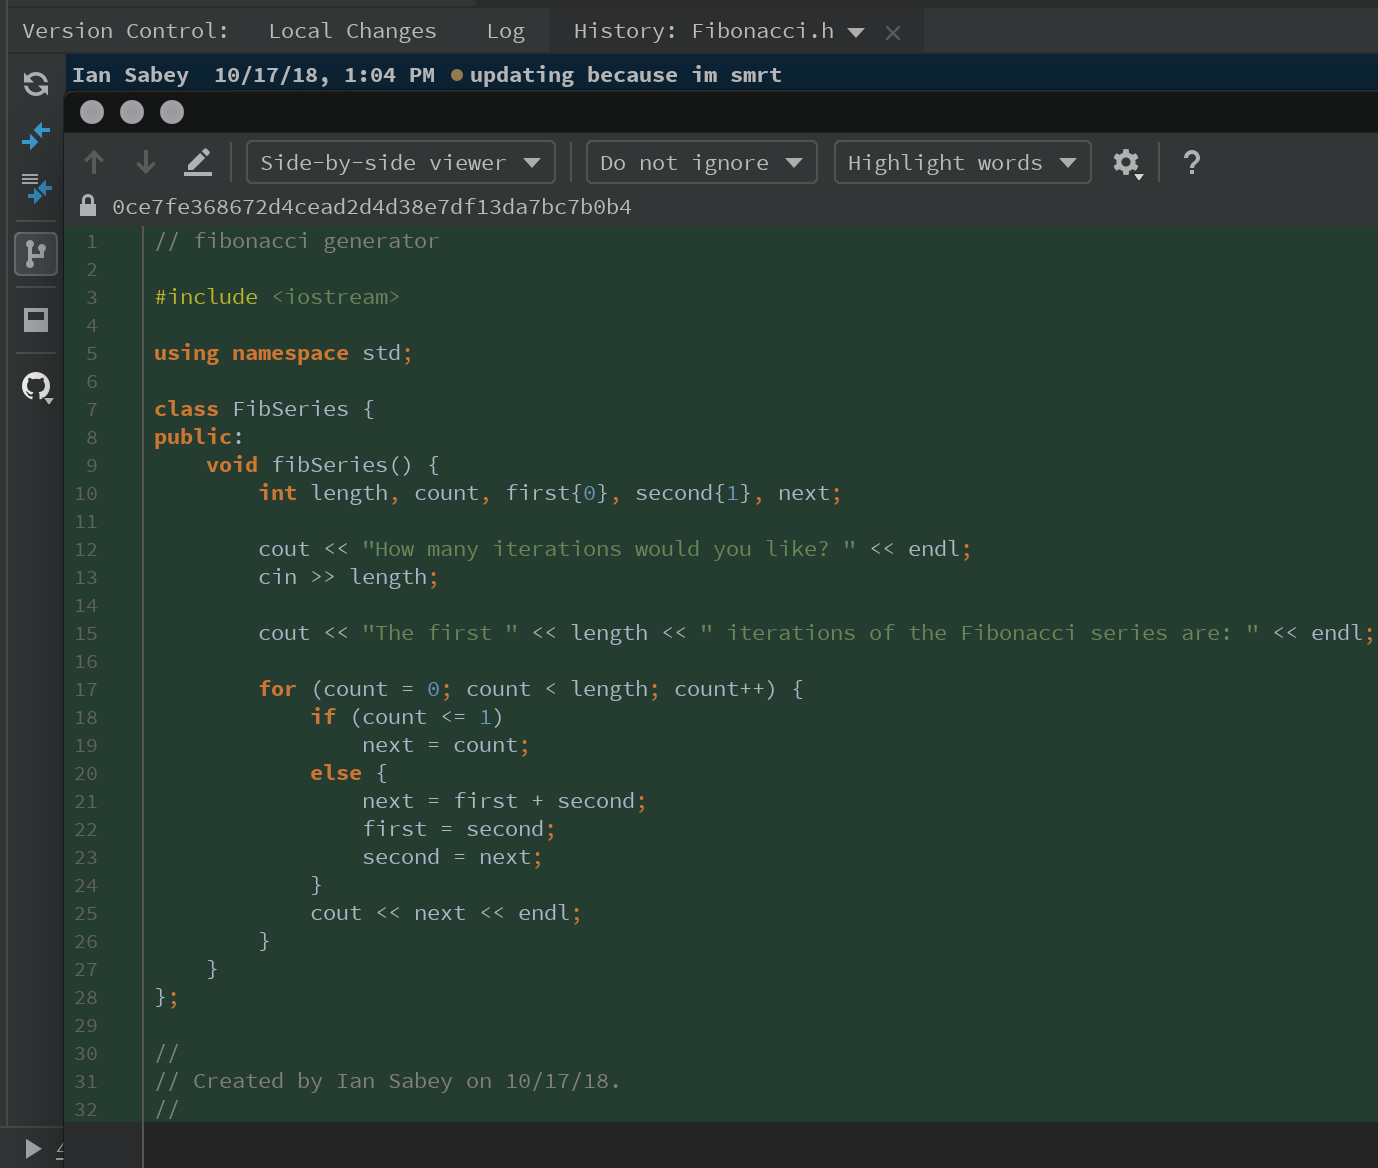 Version Control: Local Changes Log History: Fibonacci.h
Ian Sabey 10/17/18, 1:04 PM updating because im smrt
Side-by-side viewer Do not ignore Highlight words ?
0ce7fe368672d4cead2d4d38e7df13da7bc7b0b4
1 // fibonacci generator
2
3 #include <iostream>
4
5 using namespace std;
6
7 class FibSeries {
8 public:
9     void fibSeries() {
10         int length, count, first{0}, second{1}, next;
11
12         cout << "How many iterations would you like? " << endl;
13         cin >> length;
14
15         cout << "The first " << length << " iterations of the Fibonacci series are: " << endl;
16
17         for (count = 0; count < length; count++) {
18             if (count <= 1)
19                 next = count;
20             else {
21                 next = first + second;
22                 first = second;
23                 second = next;
24             }
25             cout << next << endl;
26         }
27     }
28 };
29
30 //
31 // Created by Ian Sabey on 10/17/18.
32 //